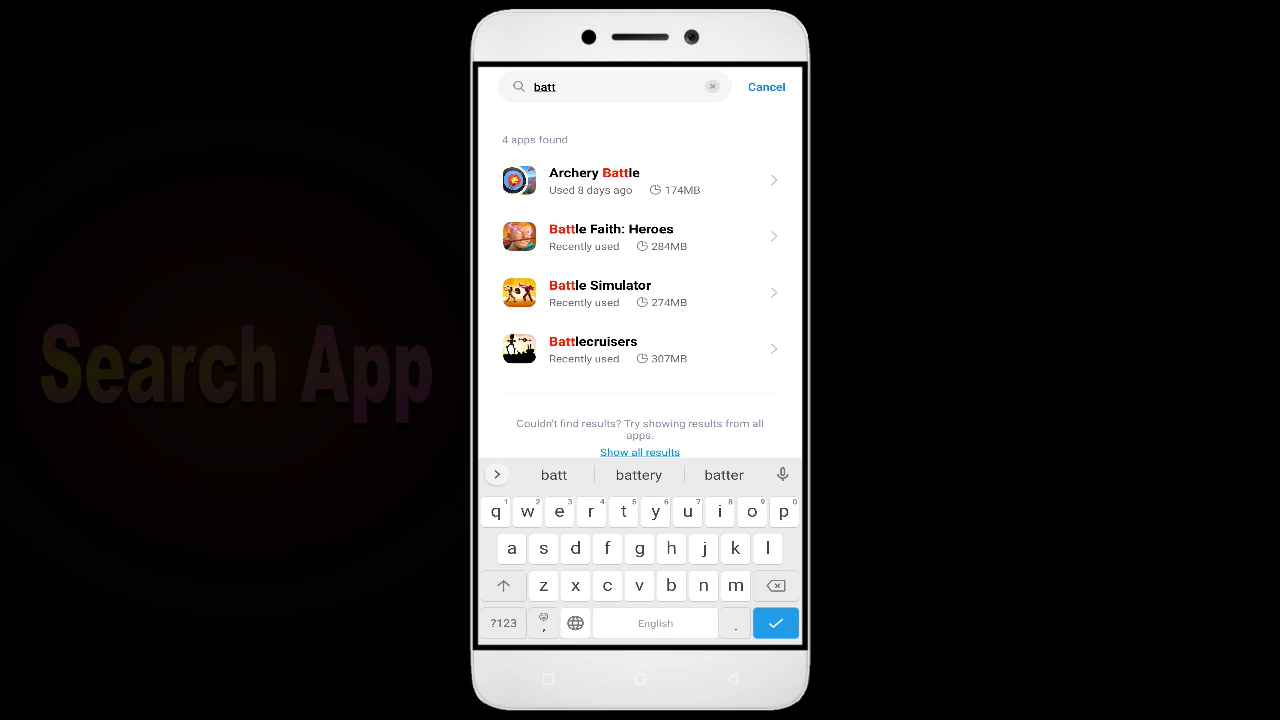 Search App
batt
Cancel
4 apps found
Archery Battle
Used 8 days ago 174MB
Battle Faith: Heroes
Recently used 284MB
Battle Simulator
Recently used 274MB
Battlecruisers
Recently used 307MB
Couldn't find results? Try showing results from all
apps.
Show all results
batt battery batter
1 2 3 4 5 6 7 8 9 0
q w e r t y u i o p
a s d f g h j k l
z x c v b n m
?123 , English .